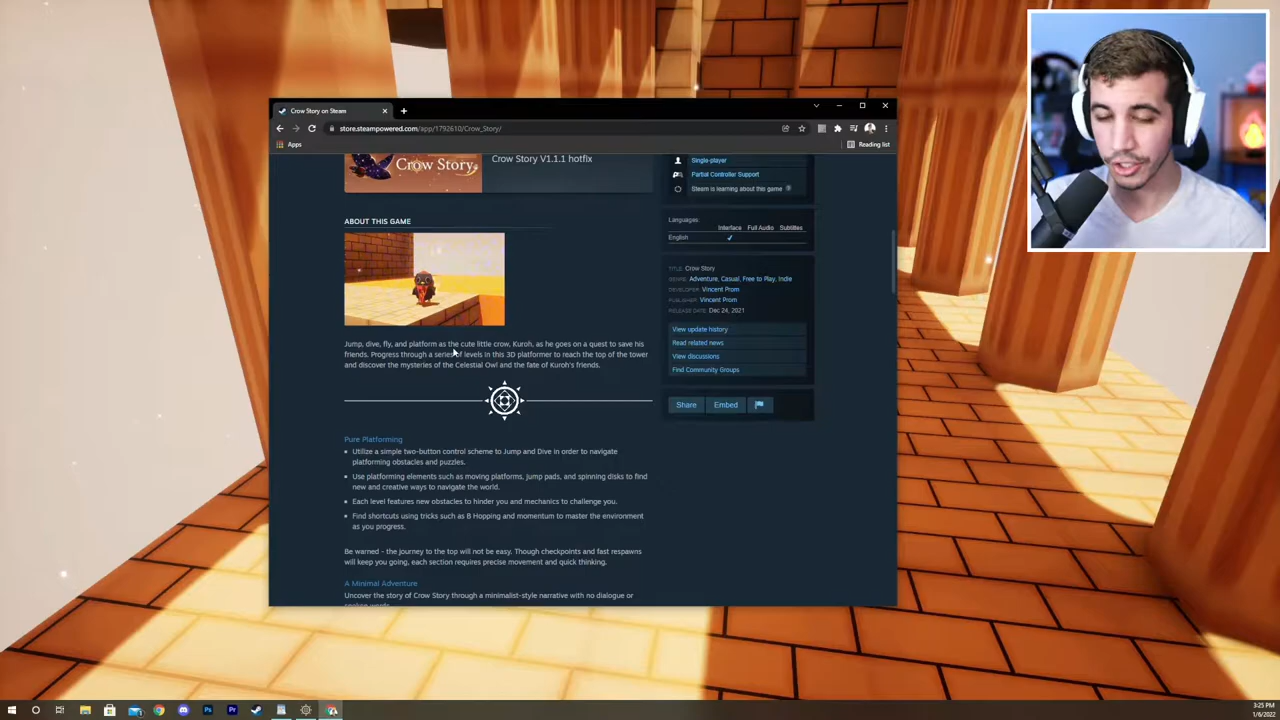 Crow Story on Steam
store.steampowered.com/app/1792610/Crow_Story/
Apps
Reading list
Crow Story
Crow Story V1.1.1 hotfix
ABOUT THIS GAME
Jump, dive, fly, and platform as the cute little crow, Kuroh, as he goes on a quest to save his
friends. Progress through a series of levels in this 3D platformer to reach the top of the tower
and discover the mysteries of the Celestial Owl and the fate of Kuroh's friends.
Pure Platforming
Utilize a simple two-button control scheme to Jump and Dive in order to navigate
platforming obstacles and puzzles.
Use platforming elements such as moving platforms, jump pads, and spinning disks to find
new and creative ways to navigate the world.
Each level features new obstacles to hinder you and mechanics to challenge you.
Find shortcuts using tricks such as B Hopping and momentum to master the environment
as you progress.
Be warned - the journey to the top will not be easy. Though checkpoints and fast respawns
will keep you going, each section requires precise movement and quick thinking.
A Minimal Adventure
Uncover the story of Crow Story through a minimalist-style narrative with no dialogue or
spoken words.
Single-player
Partial Controller Support
Steam is learning about this game
Languages:
Interface Full Audio Subtitles
English ✔
TITLE: Crow Story
GENRE: Adventure, Casual, Free to Play, Indie
DEVELOPER: Vincent Prom
PUBLISHER: Vincent Prom
RELEASE DATE: Dec 24, 2021
View update history
Read related news
View discussions
Find Community Groups
Share
Embed
3:25 PM
1/6/2022